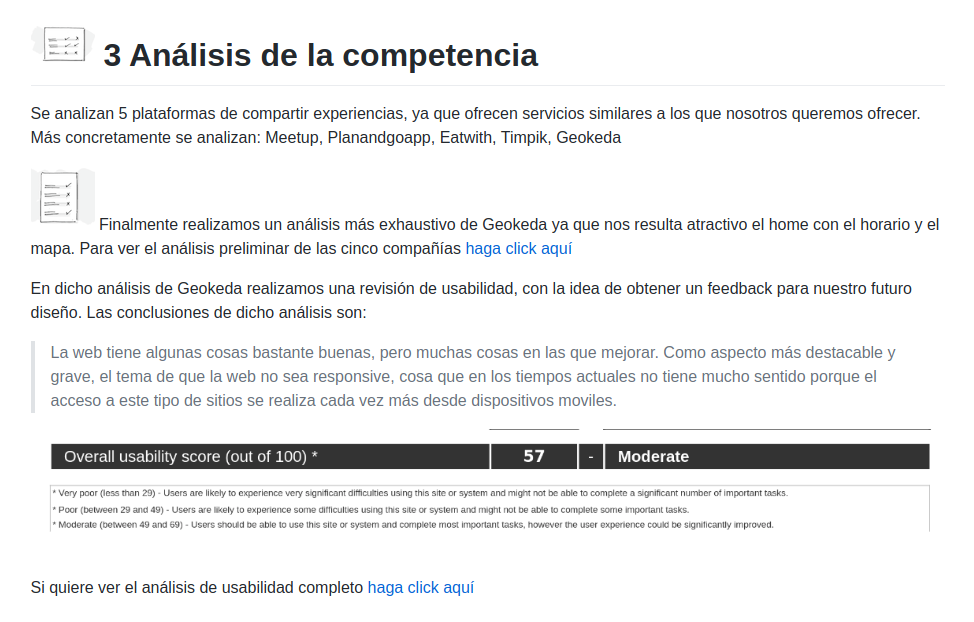 3 Análisis de la competencia
Se analizan 5 plataformas de compartir experiencias, ya que ofrecen servicios similares a los que nosotros queremos ofrecer.
Más concretamente se analizan: Meetup, Planandgoapp, Eatwith, Timpik, Geokeda
Finalmente realizamos un análisis más exhaustivo de Geokeda ya que nos resulta atractivo el home con el horario y el
mapa. Para ver el análisis preliminar de las cinco compañías haga click aquí
En dicho análisis de Geokeda realizamos una revisión de usabilidad, con la idea de obtener un feedback para nuestro futuro
diseño. Las conclusiones de dicho análisis son:
La web tiene algunas cosas bastante buenas, pero muchas cosas en las que mejorar. Como aspecto más destacable y
grave, el tema de que la web no sea responsive, cosa que en los tiempos actuales no tiene mucho sentido porque el
acceso a este tipo de sitios se realiza cada vez más desde dispositivos moviles.
Overall usability score (out of 100) * 57 - Moderate
* Very poor (less than 29) - Users are likely to experience very significant difficulties using this site or system and might not be able to complete a significant number of important tasks.
* Poor (between 29 and 49) - Users are likely to experience some difficulties using this site or system and might not be able to complete some important tasks.
* Moderate (between 49 and 69) - Users should be able to use this site or system and complete most important tasks, however the user experience could be significantly improved.
Si quiere ver el análisis de usabilidad completo haga click aquí